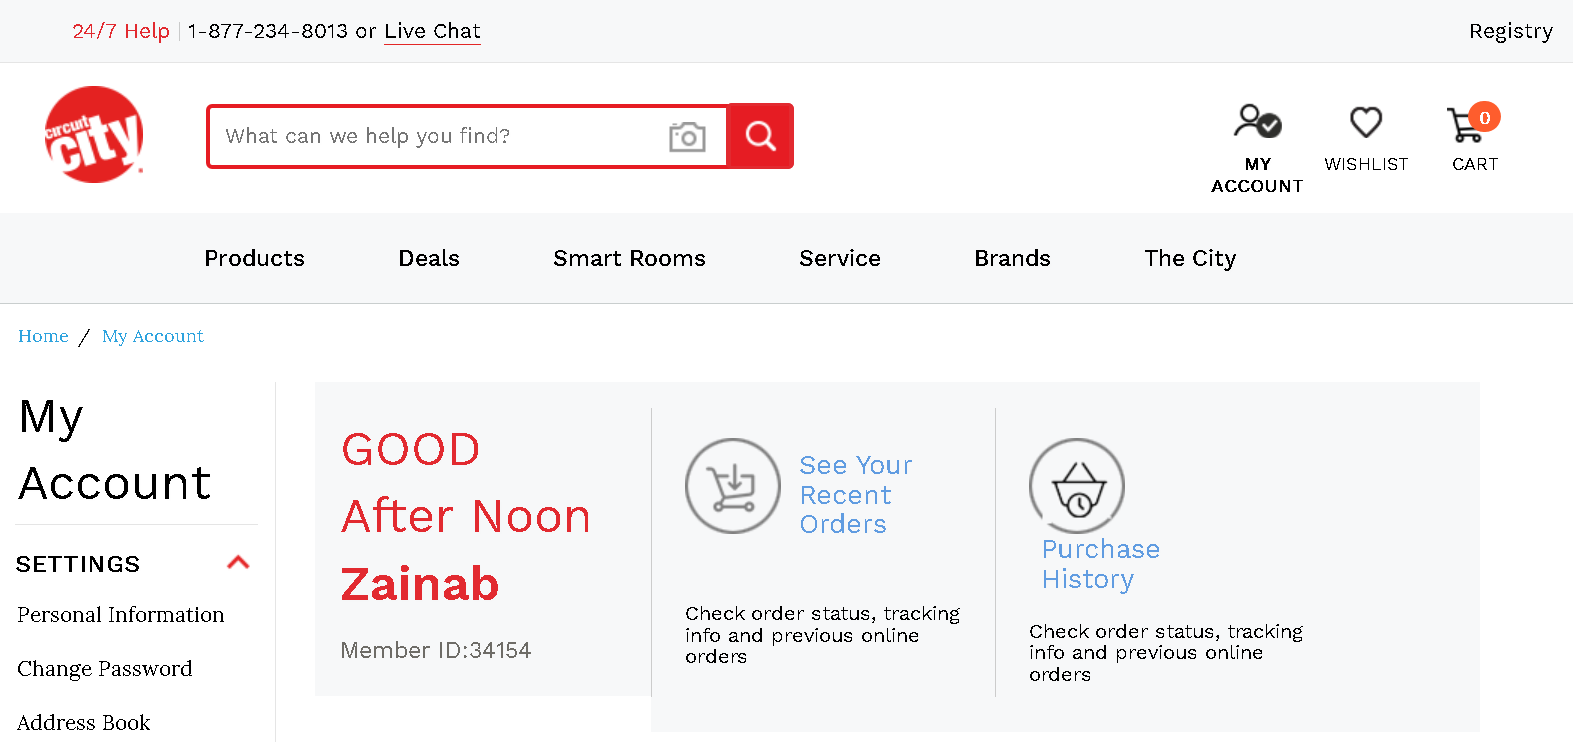 24/7 Help 1-877-234-8013 or Live Chat
Registry
circuit
city
What can we help you find?
MY
ACCOUNT
WISHLIST
0
CART
Products
Deals
Smart Rooms
Service
Brands
The City
Home / My Account
My
Account
SETTINGS
Personal Information
Change Password
Address Book
GOOD
After Noon
Zainab
Member ID:34154
See Your
Recent
Orders
Check order status, tracking
info and previous online
orders
Purchase
History
Check order status, tracking
info and previous online
orders